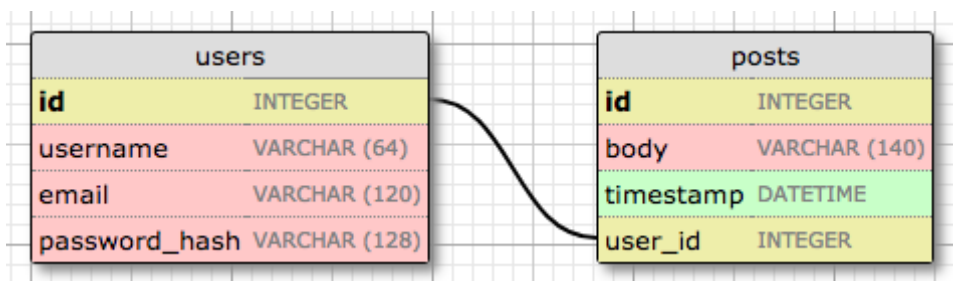 users
id INTEGER
username VARCHAR (64)
email VARCHAR (120)
password_hash VARCHAR (128)
posts
id INTEGER
body VARCHAR (140)
timestamp DATETIME
user_id INTEGER